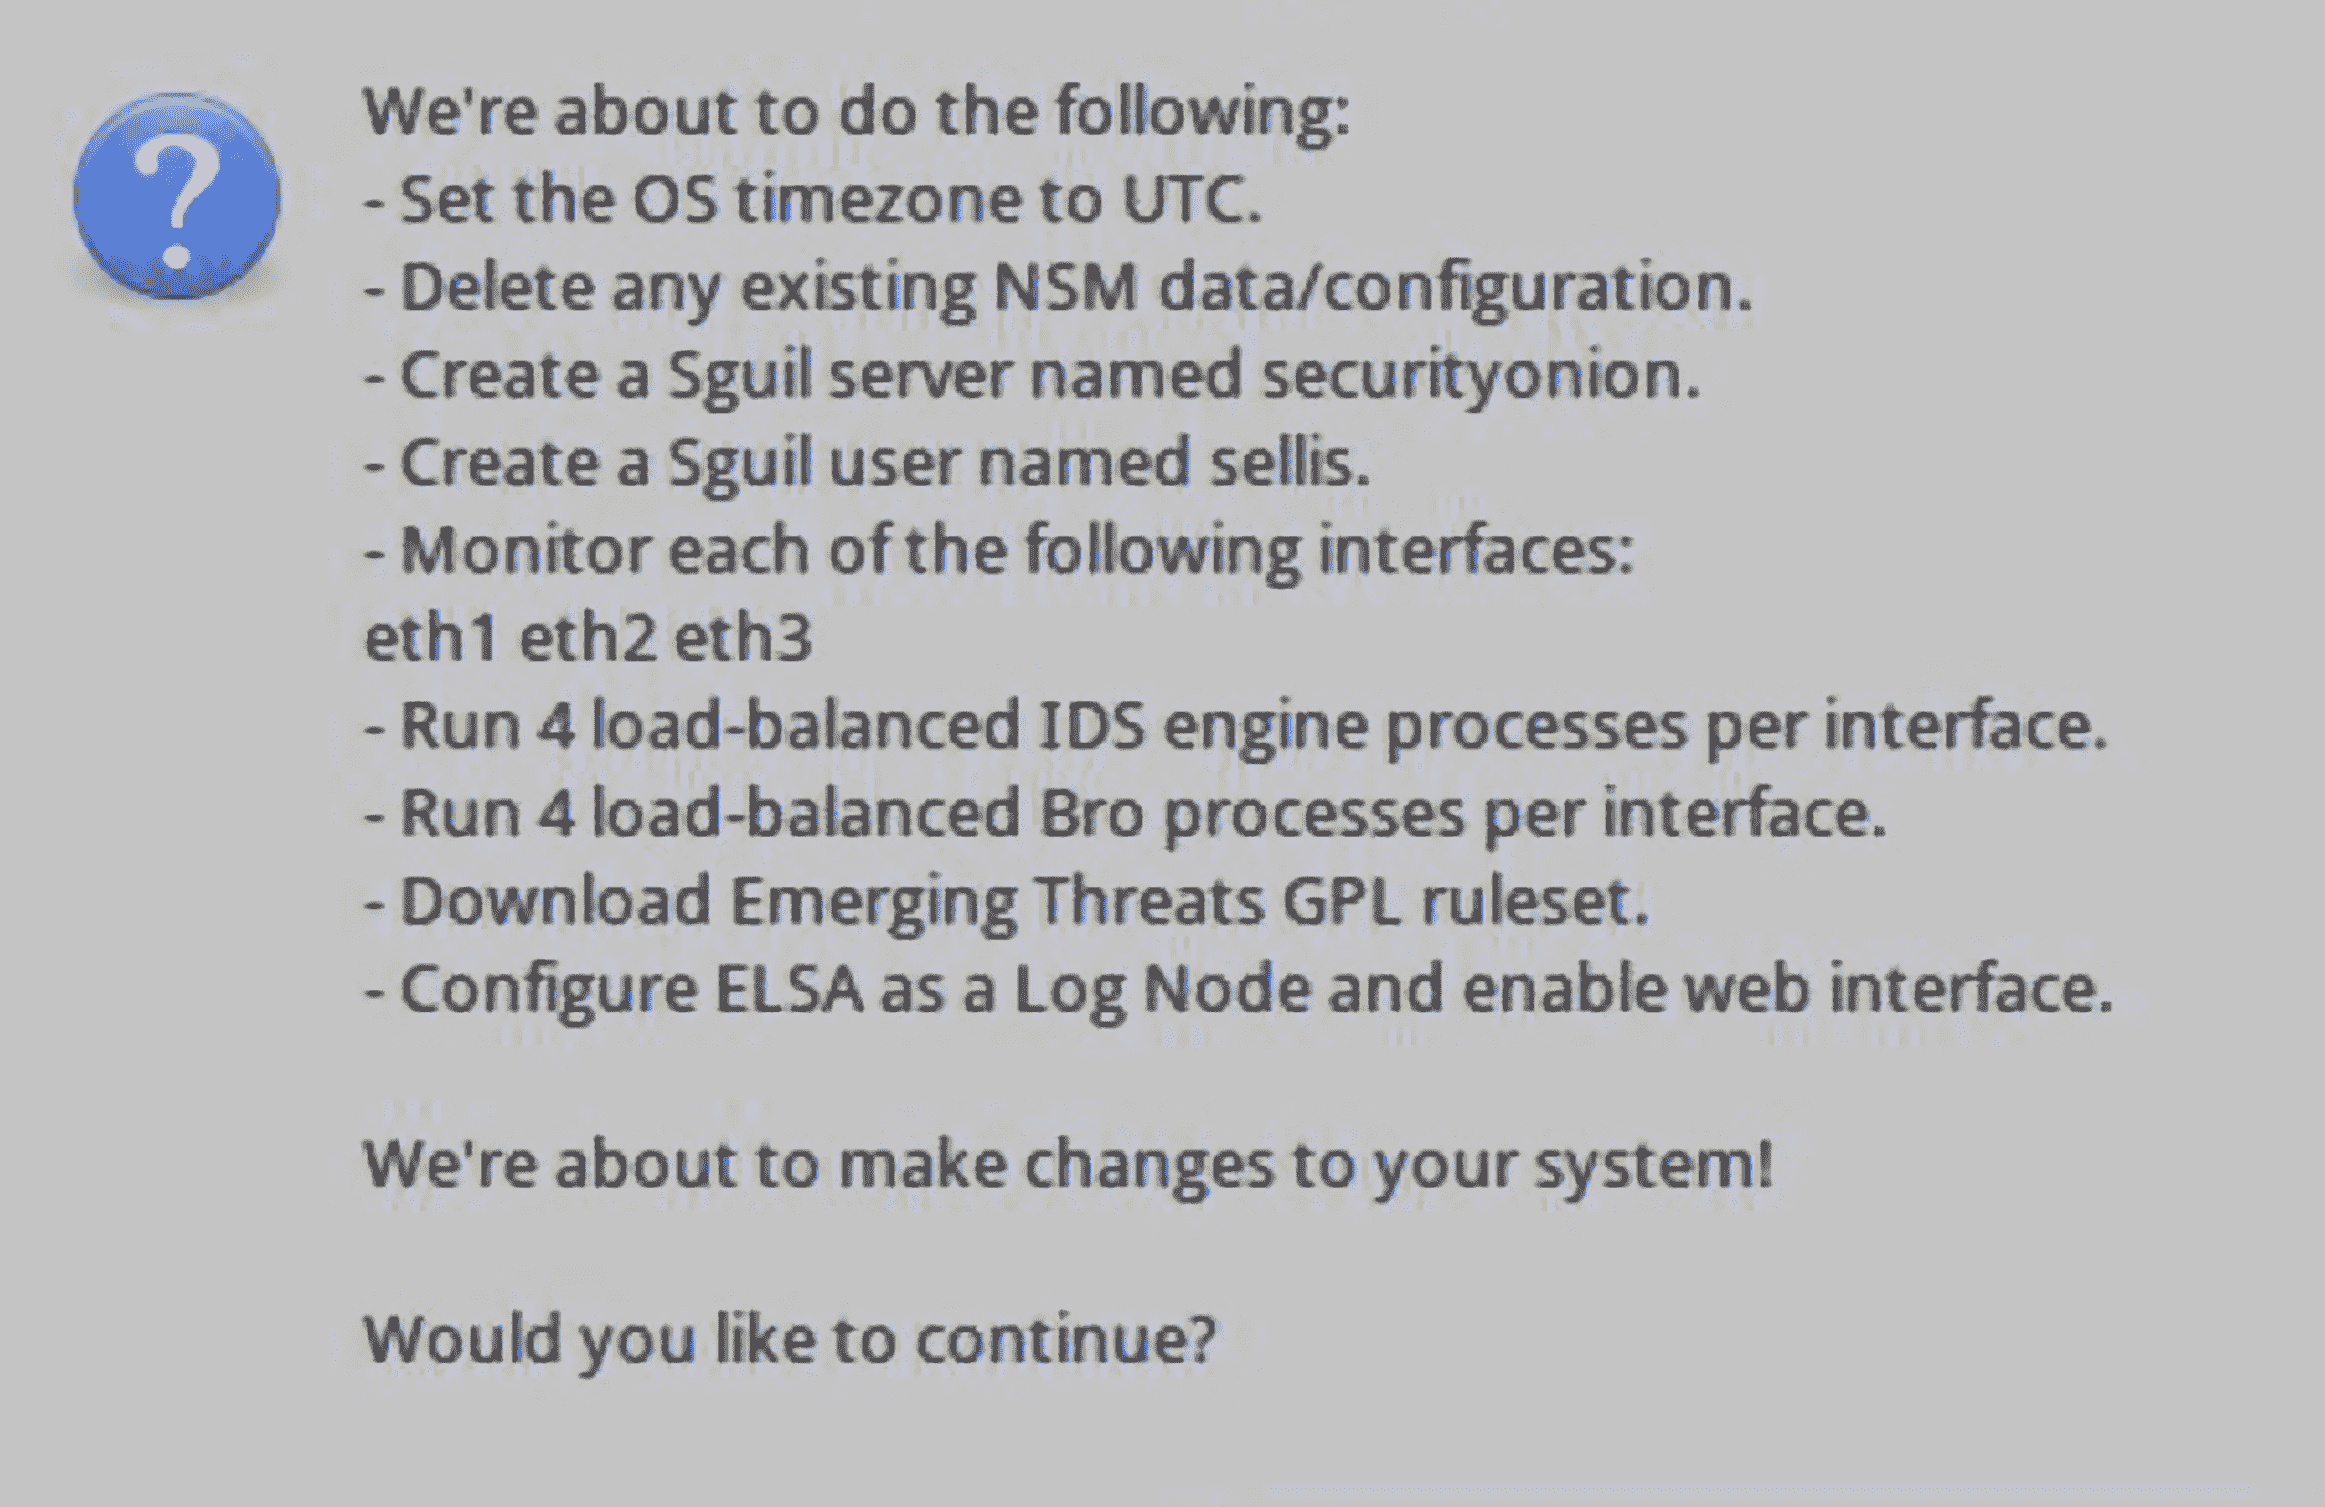 We're about to do the following:
- Set the OS timezone to UTC.
- Delete any existing NSM data/configuration.
- Create a Sguil server named securityonion.
- Create a Sguil user named sellis.
- Monitor each of the following interfaces:
eth1 eth2 eth3
- Run 4 load-balanced IDS engine processes per interface.
- Run 4 load-balanced Bro processes per interface.
- Download Emerging Threats GPL ruleset.
- Configure ELSA as a Log Node and enable web interface.
We're about to make changes to your system!
Would you like to continue?